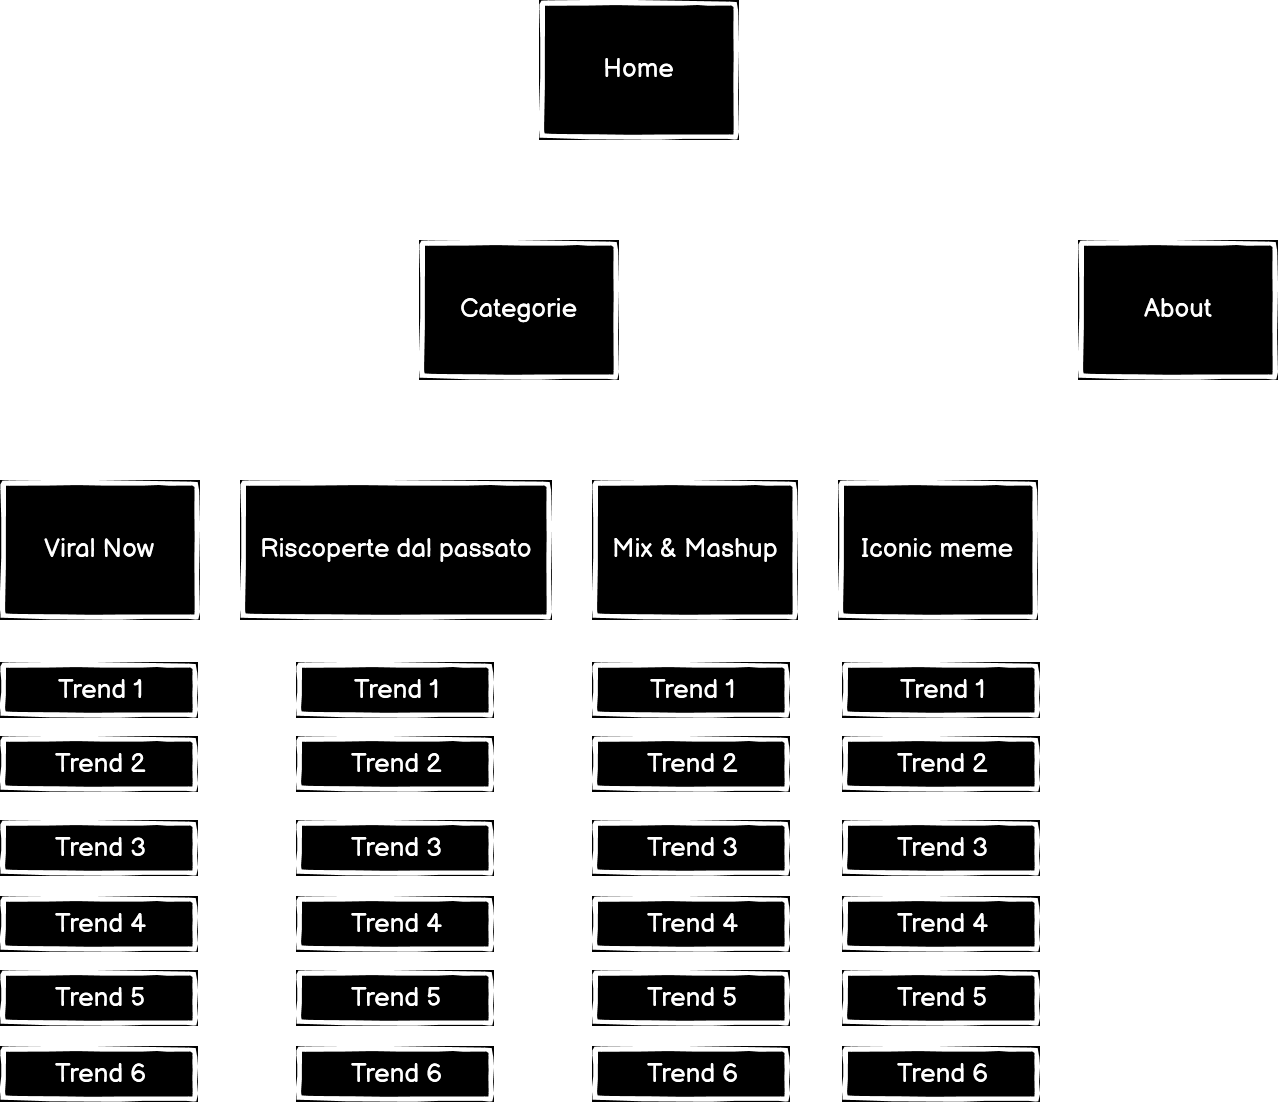 Home
Categorie
About
Viral Now
Riscoperte dal passato
Mix & Mashup
Iconic meme
Trend 1
Trend 1
Trend 1
Trend 1
Trend 2
Trend 2
Trend 2
Trend 2
Trend 3
Trend 3
Trend 3
Trend 3
Trend 4
Trend 4
Trend 4
Trend 4
Trend 5
Trend 5
Trend 5
Trend 5
Trend 6
Trend 6
Trend 6
Trend 6